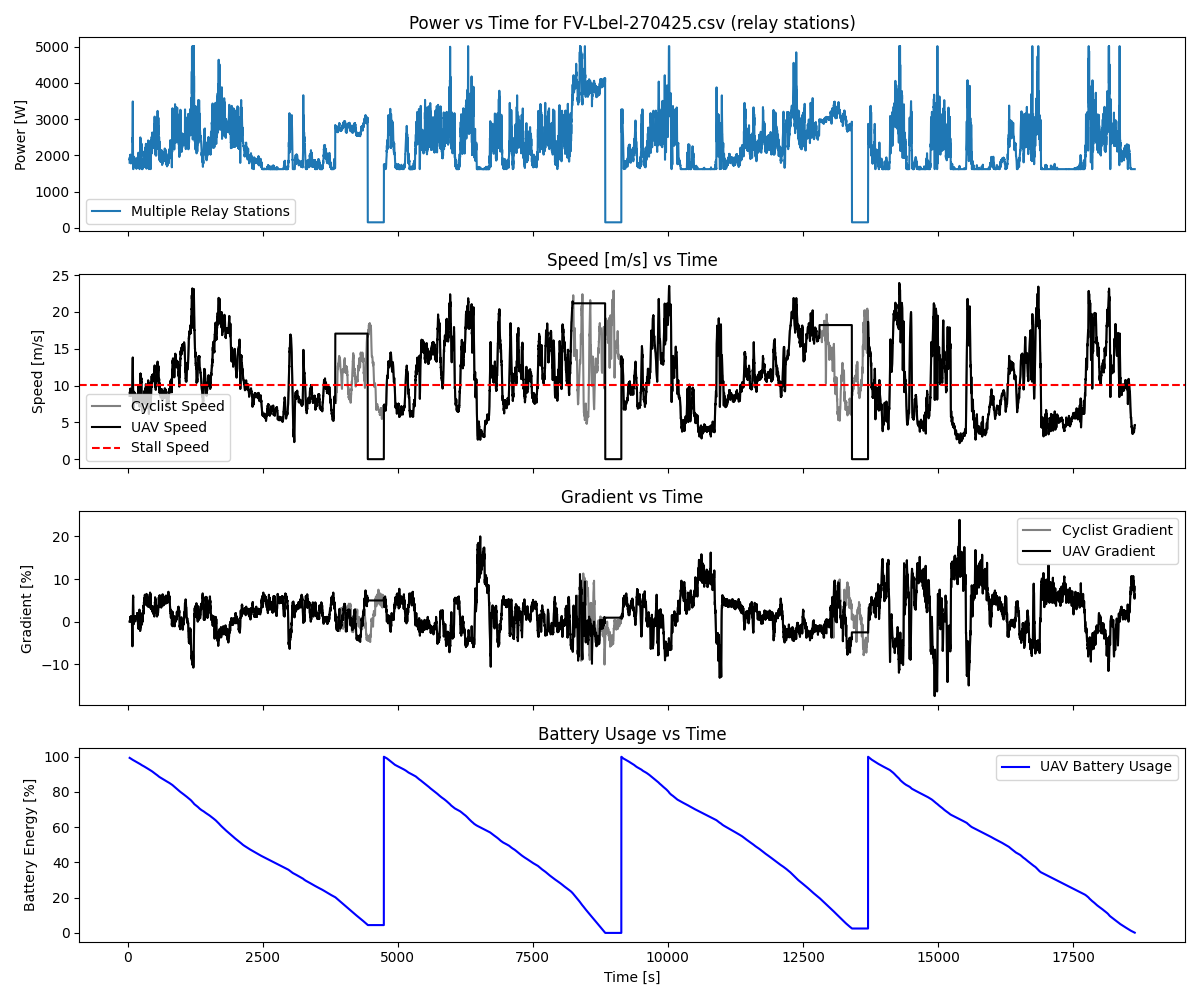 Power vs Time for FV-Lbel-270425.csv (relay stations)
Power [W]
5000
4000
3000
2000
1000
0
Multiple Relay Stations
Speed [m/s] vs Time
Speed [m/s]
25
20
15
10
5
0
Cyclist Speed
UAV Speed
Stall Speed
Gradient vs Time
Gradient [%]
20
10
0
−10
Cyclist Gradient
UAV Gradient
Battery Usage vs Time
Battery Energy [%]
100
80
60
40
20
0
UAV Battery Usage
0 2500 5000 7500 10000 12500 15000 17500
Time [s]